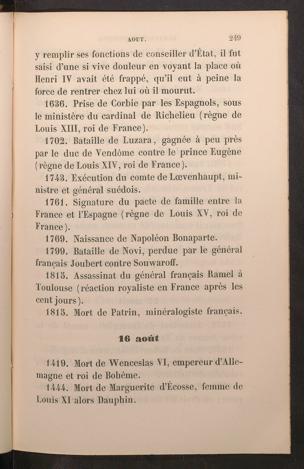 AOUT. 249
y remplir ses fonctions de conseiller d'État, il fut
saisi d'une si vive douleur en voyant la place où
Henri IV avait été frappé, qu'il eut à peine la
force de rentrer chez lui où il mourut.
1636. Prise de Corbie par les Espagnols, sous
le ministère du cardinal de Richelieu (règne de
Louis XIII, roi de France).
1702. Bataille de Luzara, gagnée à peu près
par le duc de Vendôme contre le prince Eugène
(règne de Louis XIV, roi de France).
1743. Exécution du comte de Lœvenhaupt, mi-
nistre et général suédois.
1761. Signature du pacte de famille entre la
France et l'Espagne (règne de Louis XV, roi de
France).
1769. Naissance de Napoléon Bonaparte.
1799. Bataille de Novi, perdue par le général
français Joubert contre Souwaroff.
1815. Assassinat du général français Ramel à
Toulouse (réaction royaliste en France après les
cent jours).
1815. Mort de Patrin, minéralogiste français.
16 août
1419. Mort de Wenceslas VI, empereur d'Alle-
magne et roi de Bohême.
1444. Mort de Marguerite d'Écosse, femme de
Louis XI alors Dauphin.